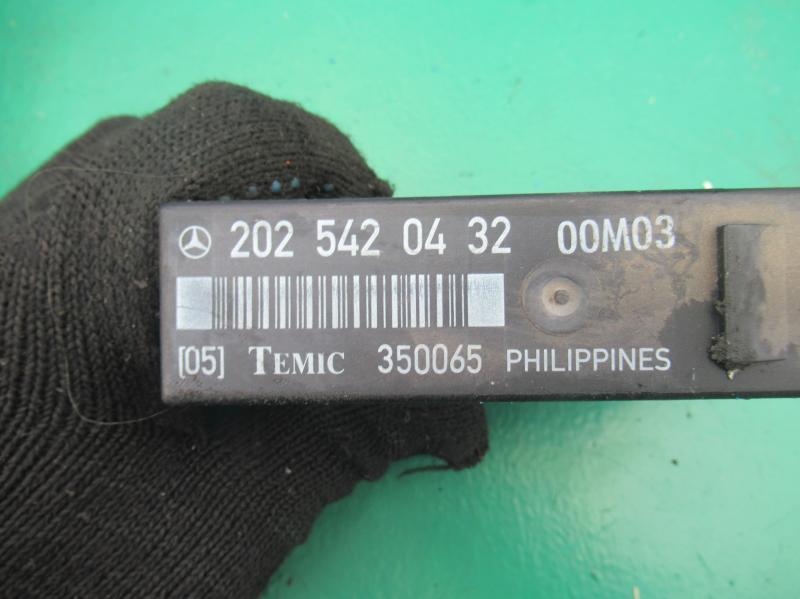 202 542 04 32 00M03
[05] TEMIC 350065 PHILIPPINES